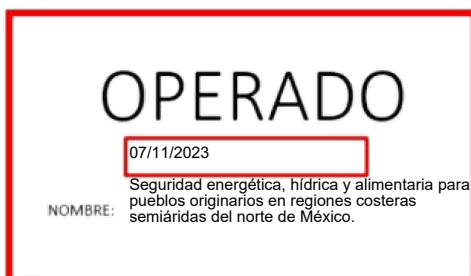 OPERADO
07/11/2023
Seguridad energética, hídrica y alimentaria para
NOMBRE: pueblos originarios en regiones costeras
semiáridas del norte de México.